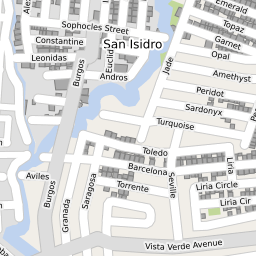 Emerald
Topaz
Garnet
Opal
Amethyst
Jade
Peridot
Sardonyx
Turquoise
Sophocles Street
Constantine
Leonidas
Burgos
Euclid
San Isidro
Andros
Toledo
Barcelona
Torrente
Aviles
Burgos
Granada
Saragosa
Seville
Liria
Liria Circle
Liria Cir
Vista Verde Avenue